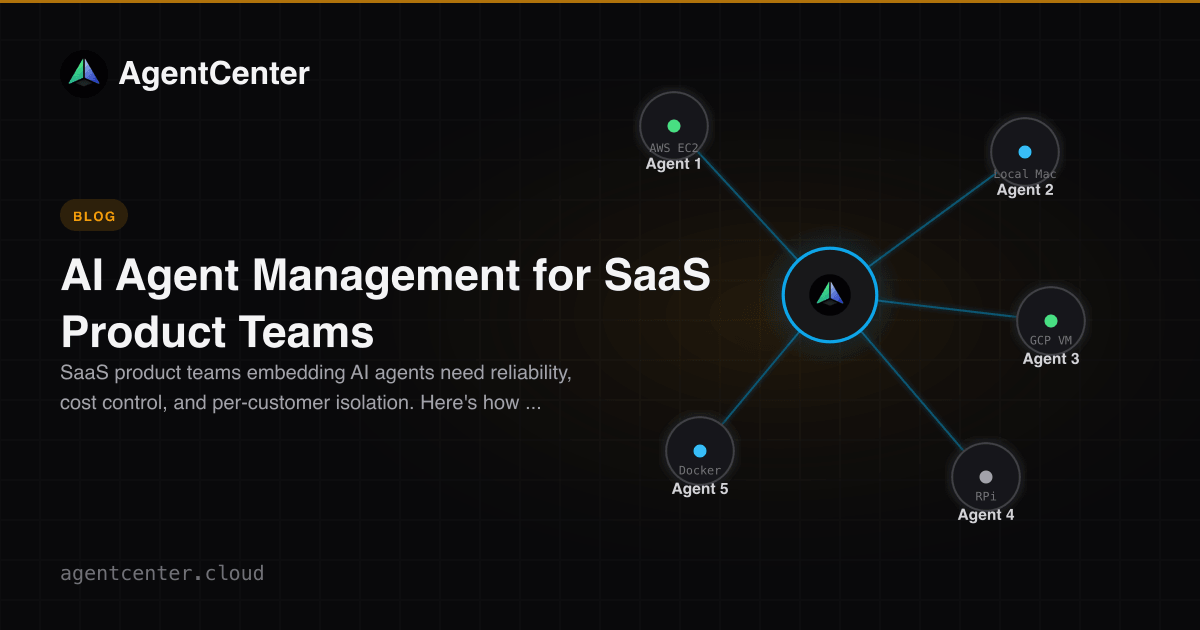 AgentCenter
BLOG
AI Agent Management for SaaS
Product Teams
SaaS product teams embedding AI agents need reliability,
cost control, and per-customer isolation. Here's how ...
agentcenter.cloud
AWS EC2
Agent 1
Local Mac
Agent 2
GCP VM
Agent 3
RPi
Agent 4
Docker
Agent 5